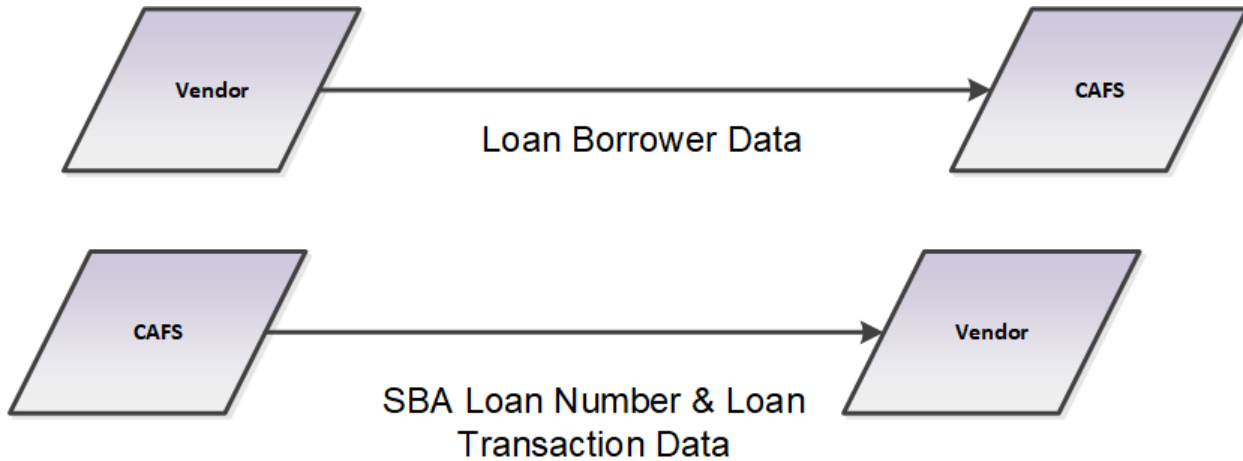 Vendor
CAFS
Loan Borrower Data
CAFS
Vendor
SBA Loan Number & Loan
Transaction Data